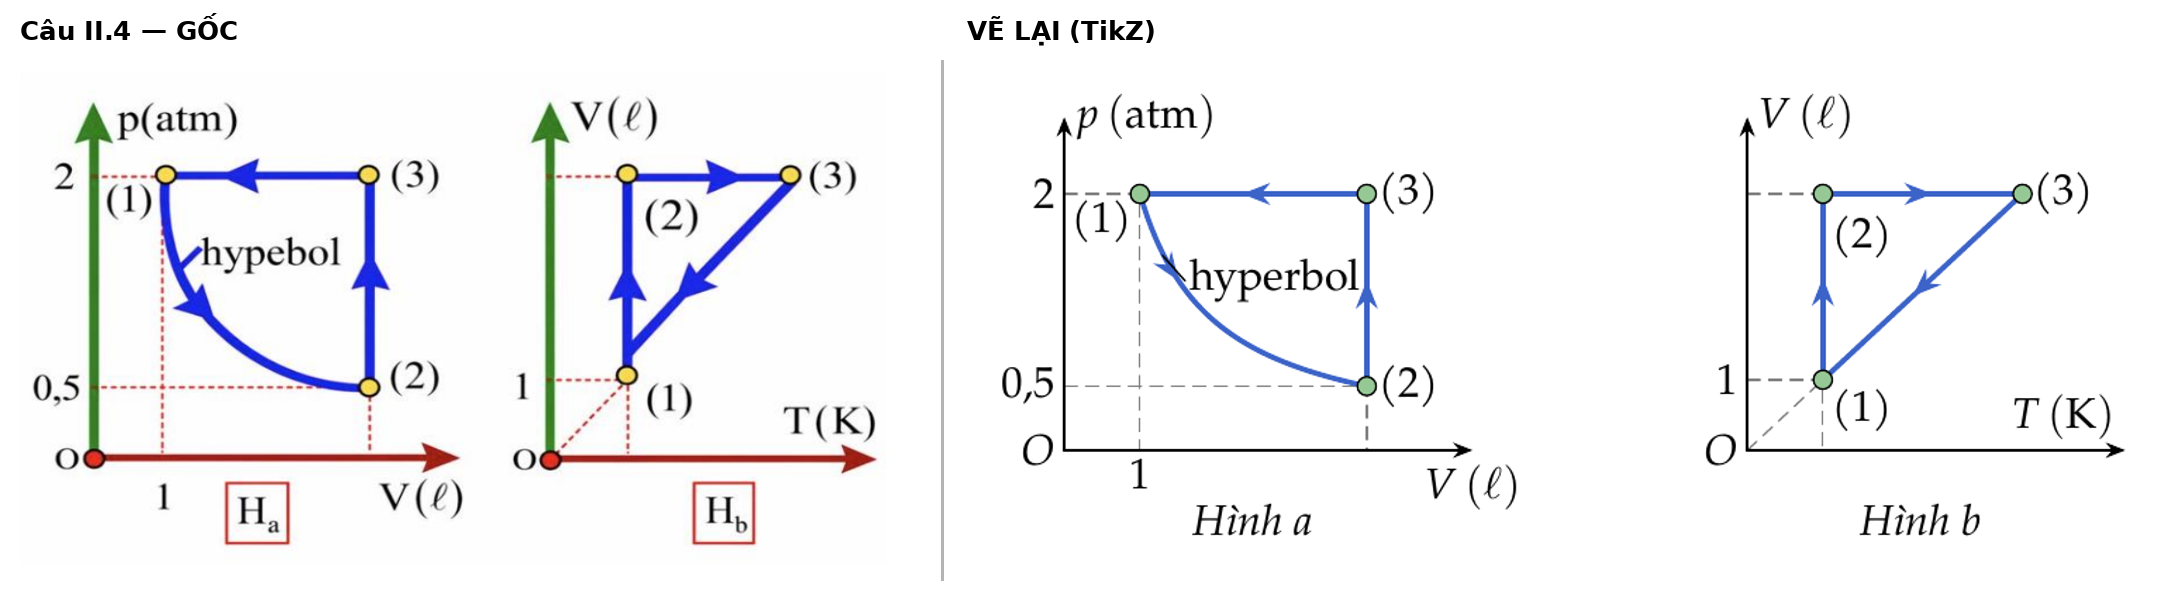 Câu II.4 — GỐC
p(atm)
2
(1)
(3)
hypebol
0,5
(2)
O
1
V(ℓ)
Hₐ
V(ℓ)
(3)
(2)
1
(1)
T(K)
O
H_b
VẼ LẠI (TikZ)
p (atm)
2
(1)
(3)
hyperbol
0,5
(2)
O
1
V (ℓ)
Hình a
V (ℓ)
(3)
(2)
1
(1)
T (K)
O
Hình b